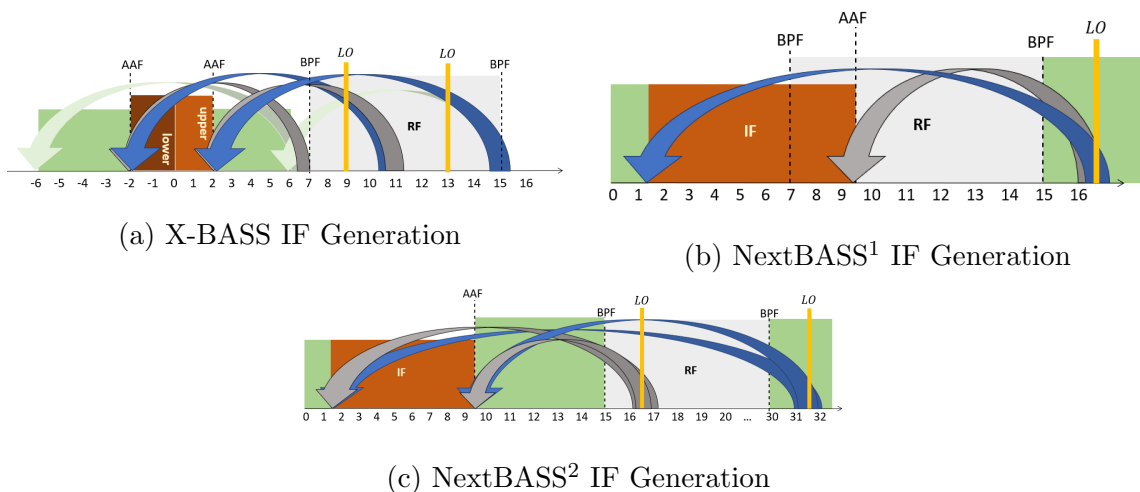 LO
LO
AAF
AAF
BPF
BPF
upper
lower
RF
-6 -5 -4 -3 -2 -1 0 1 2 3 4 5 6 7 8 9 10 11 12 13 14 15 16
(a) X-BASS IF Generation
AAF
LO
BPF
BPF
IF
RF
0 1 2 3 4 5 6 7 8 9 10 11 12 13 14 15 16
(b) NextBASS¹ IF Generation
AAF
LO
LO
BPF
BPF
IF
RF
0 1 2 3 4 5 6 7 8 9 10 11 12 13 14 15 16 17 18 19 20 ... 30 31 32
(c) NextBASS² IF Generation